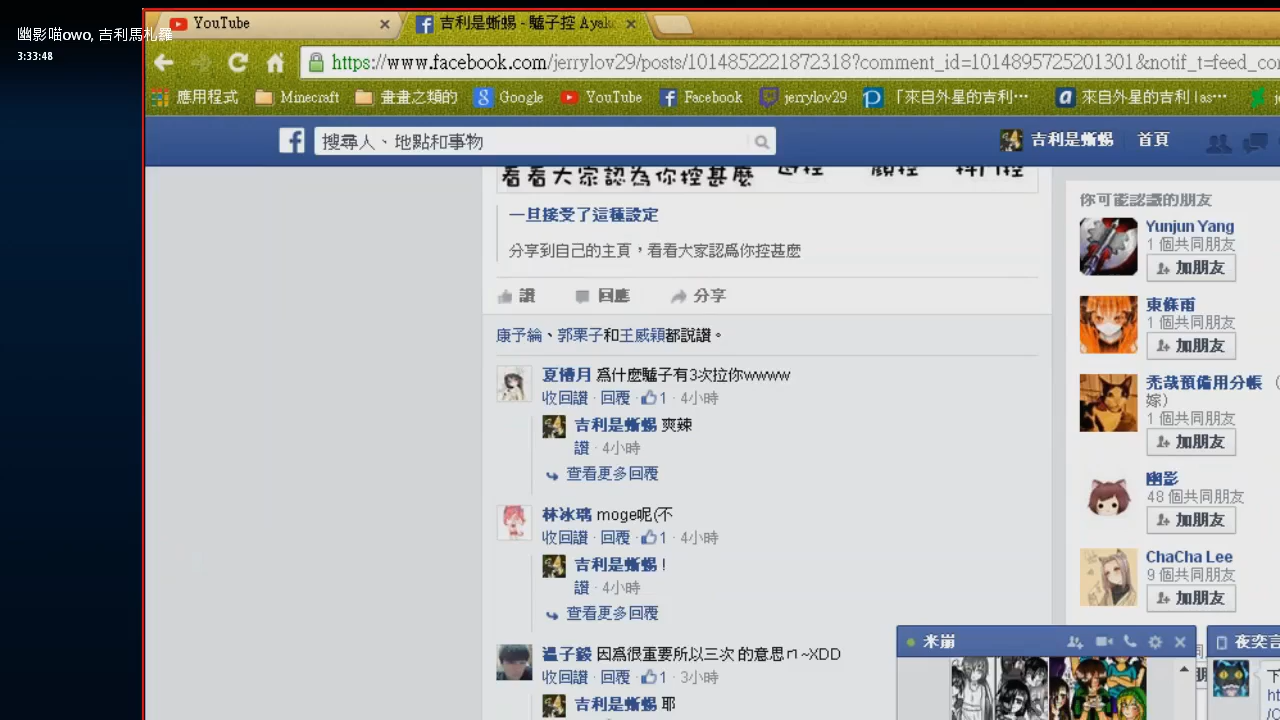 幽影喵owo, 吉利馬札羅
3:33:48
YouTube
吉利是蜥蜴 - 驢子控 Ayak
https://www.facebook.com/jerrylov29/posts/1014852221872318?comment_id=1014895725201301&notif_t=feed_co
應用程式
Minecraft
畫畫之類的
Google
YouTube
Facebook
jerrylov29
「來自外星的吉利…
來自外星的吉利 | as…
搜尋人、地點和事物
吉利是蜥蜴
首頁
看看大家認為你控甚麼
一旦接受了這種設定
分享到自己的主頁，看看大家認爲你控甚麼
讚 回應 分享
康子綸、郭栗子和王威穎都說讚。
夏愭月 爲什麼驢子有3次拉你wwww
收回讚 · 回覆 · 1 · 4小時
吉利是蜥蜴 爽辣
讚 · 4小時
查看更多回覆
林冰璃 moge呢(不
收回讚 · 回覆 · 1 · 4小時
吉利是蜥蜴 !
讚 · 4小時
查看更多回覆
溫子毅 因爲很重要所以三次 的意思ㄇ~XDD
收回讚 · 回覆 · 1 · 3小時
吉利是蜥蜴 耶
你可能認識的朋友
Yunjun Yang
1 個共同朋友
加朋友
東條雨
1 個共同朋友
加朋友
禿哉預備用分帳（
嫁）
1 個共同朋友
加朋友
幽影
48 個共同朋友
加朋友
ChaCha Lee
9 個共同朋友
加朋友
米崩
夜奕言
下